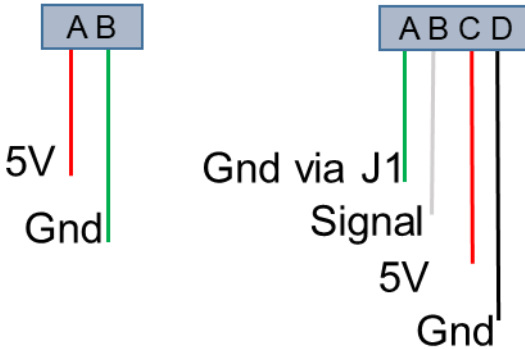 A B
A B C D
5V
Gnd via J1
Gnd
Signal
5V
Gnd